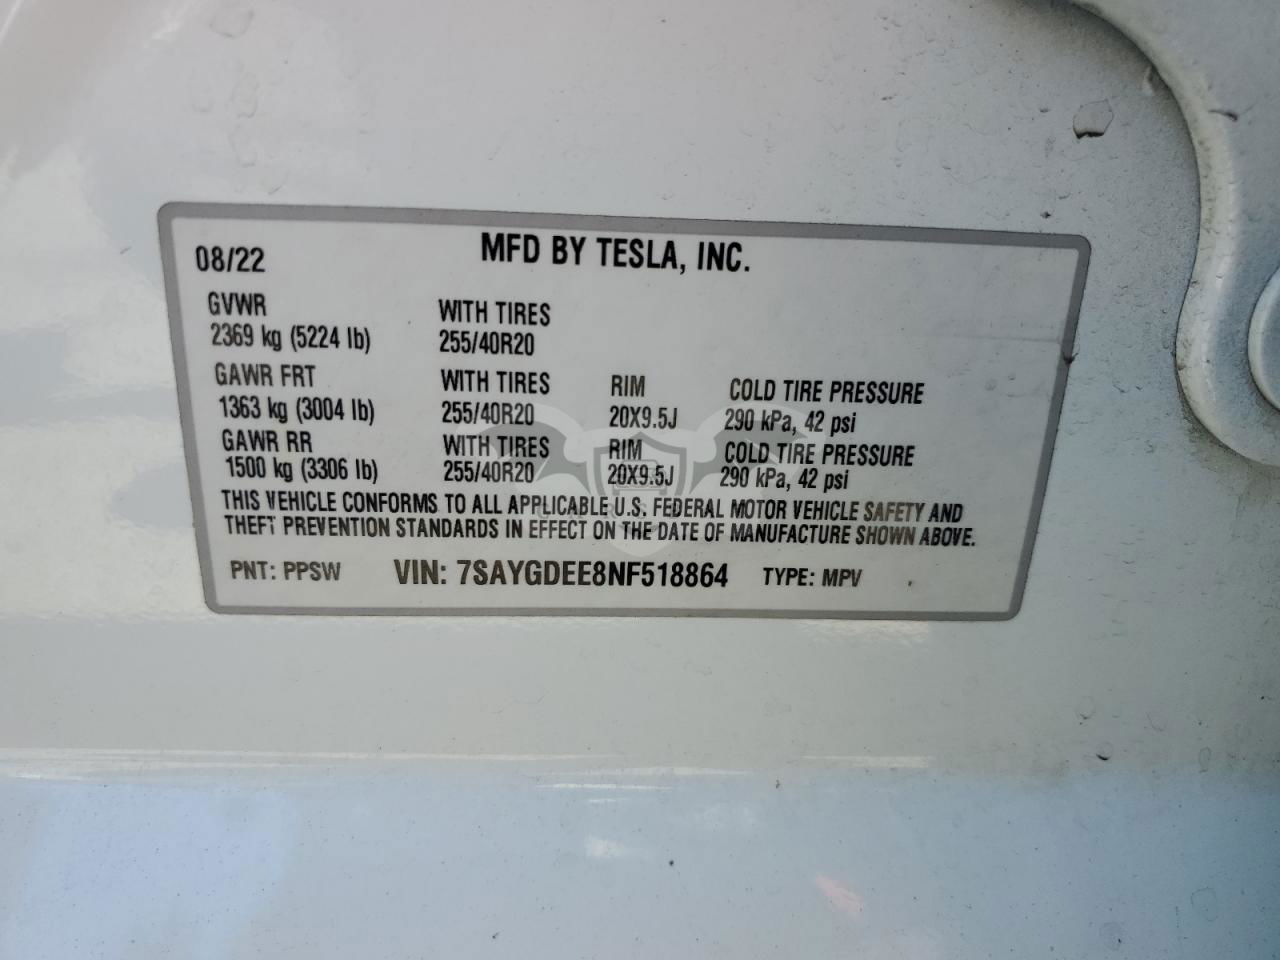 08/22 MFD BY TESLA, INC.
GVWR WITH TIRES
2369 kg (5224 lb) 255/40R20
GAWR FRT WITH TIRES RIM COLD TIRE PRESSURE
1363 kg (3004 lb) 255/40R20 20X9.5J 290 kPa, 42 psi
GAWR RR WITH TIRES RIM COLD TIRE PRESSURE
1500 kg (3306 lb) 255/40R20 20X9.5J 290 kPa, 42 psi
THIS VEHICLE CONFORMS TO ALL APPLICABLE U.S. FEDERAL MOTOR VEHICLE SAFETY AND
THEFT PREVENTION STANDARDS IN EFFECT ON THE DATE OF MANUFACTURE SHOWN ABOVE.
PNT: PPSW VIN: 7SAYGDEE8NF518864 TYPE: MPV